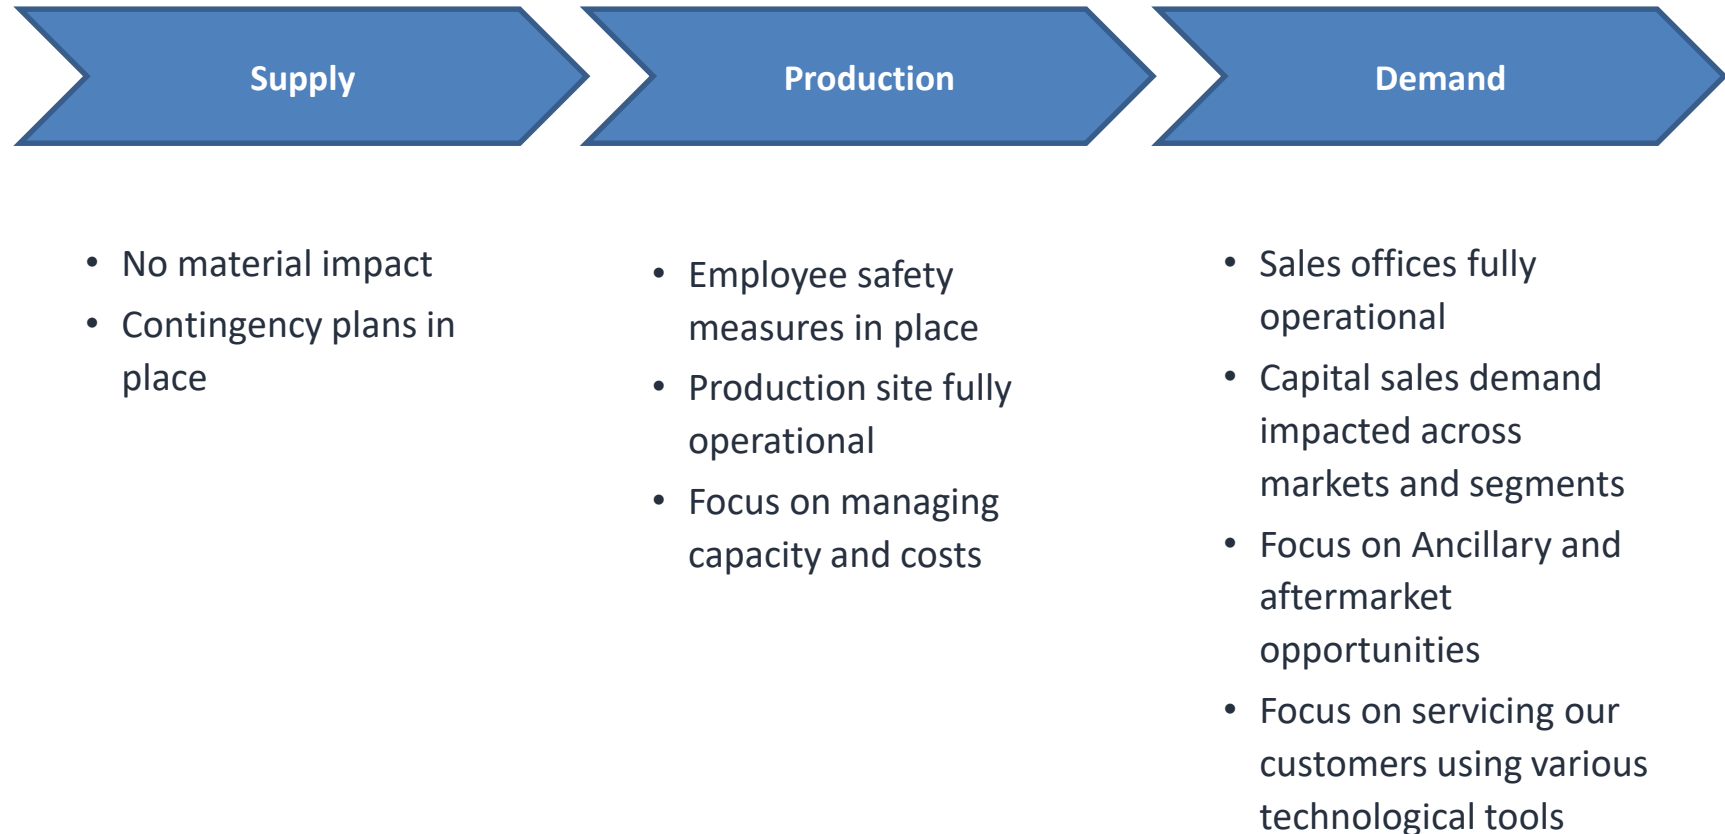 Supply
Production
Demand
• No material impact
• Contingency plans in
place
• Employee safety
measures in place
• Production site fully
operational
• Focus on managing
capacity and costs
• Sales offices fully
operational
• Capital sales demand
impacted across
markets and segments
• Focus on Ancillary and
aftermarket
opportunities
• Focus on servicing our
customers using various
technological tools